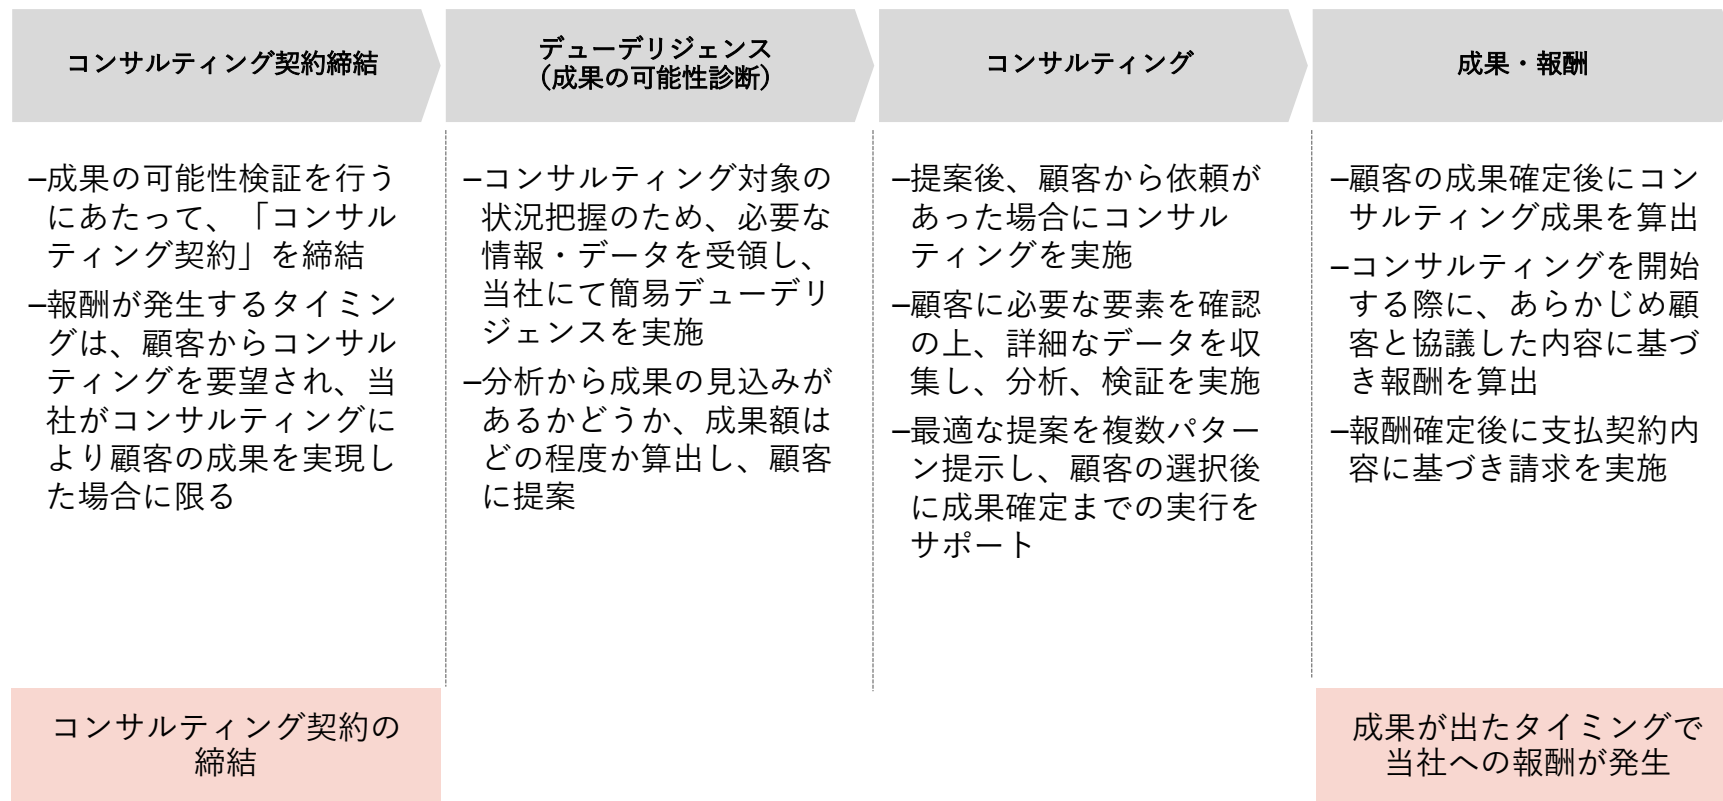 コンサルティング契約締結
デューデリジェンス
（成果の可能性診断）
コンサルティング
成果・報酬
–成果の可能性検証を行う
にあたって、「コンサル
ティング契約」を締結
–報酬が発生するタイミン
グは、顧客からコンサル
ティングを要望され、当
社がコンサルティングに
より顧客の成果を実現し
た場合に限る
–コンサルティング対象の
状況把握のため、必要な
情報・データを受領し、
当社にて簡易デューデリ
ジェンスを実施
–分析から成果の見込みが
あるかどうか、成果額は
どの程度か算出し、顧客
に提案
–提案後、顧客から依頼が
あった場合にコンサル
ティングを実施
–顧客に必要な要素を確認
の上、詳細なデータを収
集し、分析、検証を実施
–最適な提案を複数パター
ン提示し、顧客の選択後
に成果確定までの実行を
サポート
–顧客の成果確定後にコン
サルティング成果を算出
–コンサルティングを開始
する際に、あらかじめ顧
客と協議した内容に基づ
き報酬を算出
–報酬確定後に支払契約内
容に基づき請求を実施
コンサルティング契約の
締結
成果が出たタイミングで
当社への報酬が発生